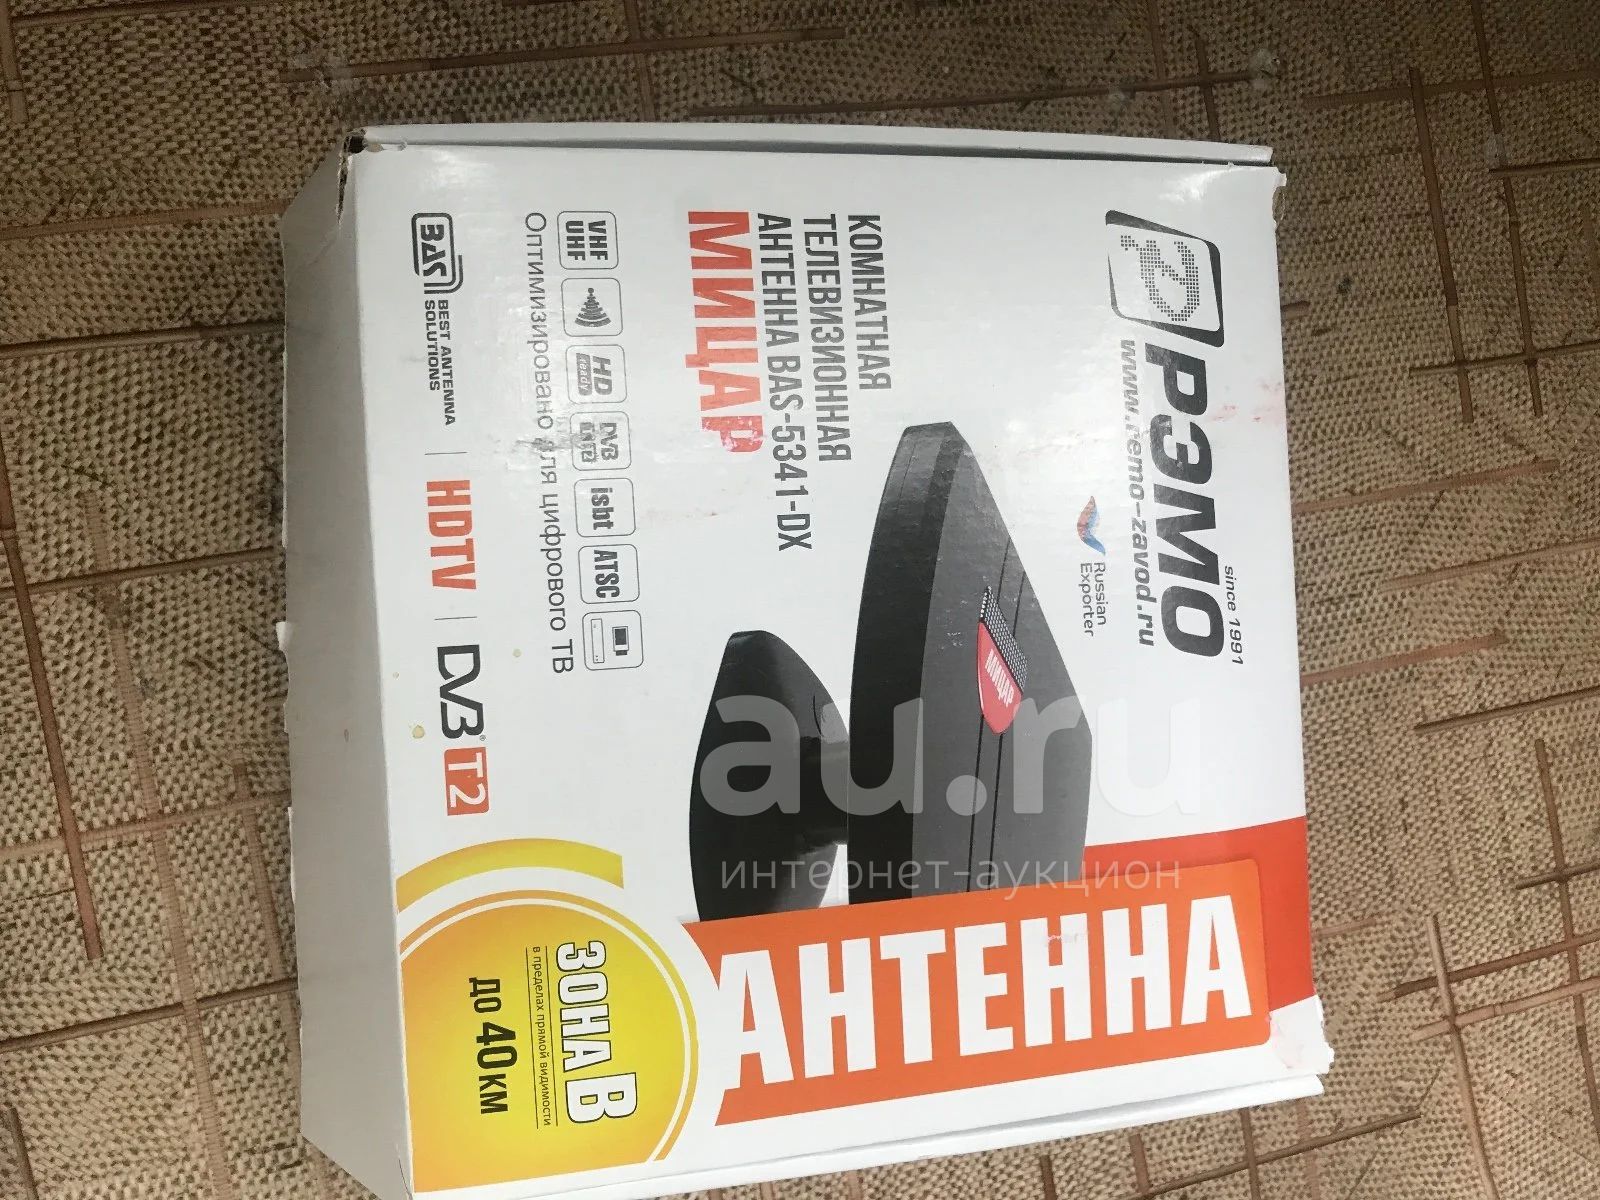 РЭМО
since 1991
www.remo-zavod.ru
Russian
Exporter
КОМНАТНАЯ
ТЕЛЕВИЗИОННАЯ
АНТЕННА BAS-5341-DX
МИЦАР
МИЦАР
VHF
UHF
HD
Ready
DVB
T2
isbt
ATSC
Оптимизировано для цифрового ТВ
BAS
BEST ANTENNA
SOLUTIONS
HDTV
DVB T2
АНТЕННА
ЗОНА В
в пределах прямой видимости
до 40 км
au.ru
интернет-аукцион